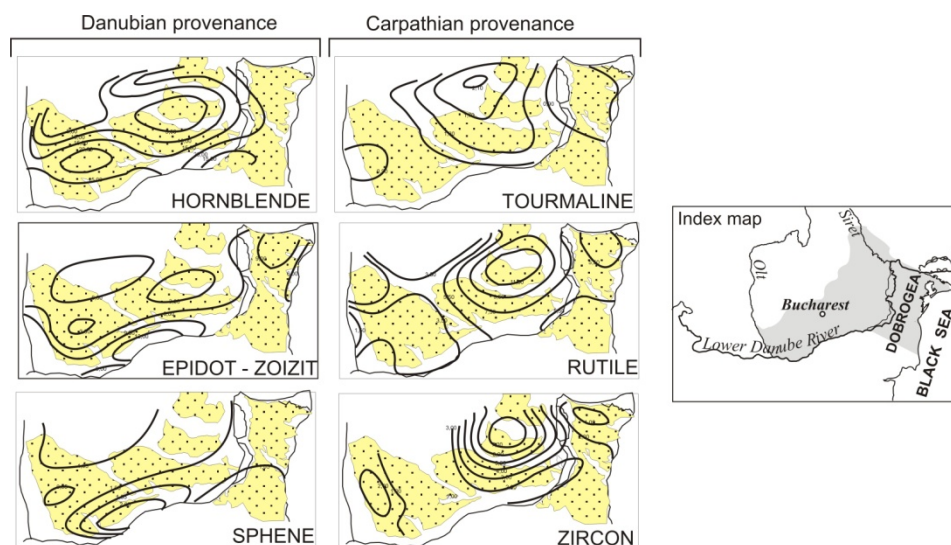 Danubian provenance
Carpathian provenance
HORNBLENDE
TOURMALINE
EPIDOT - ZOIZIT
RUTILE
SPHENE
ZIRCON
Index map
Siret
Olt
Bucharest
DOBROGEA
Lower Danube River
BLACK SEA